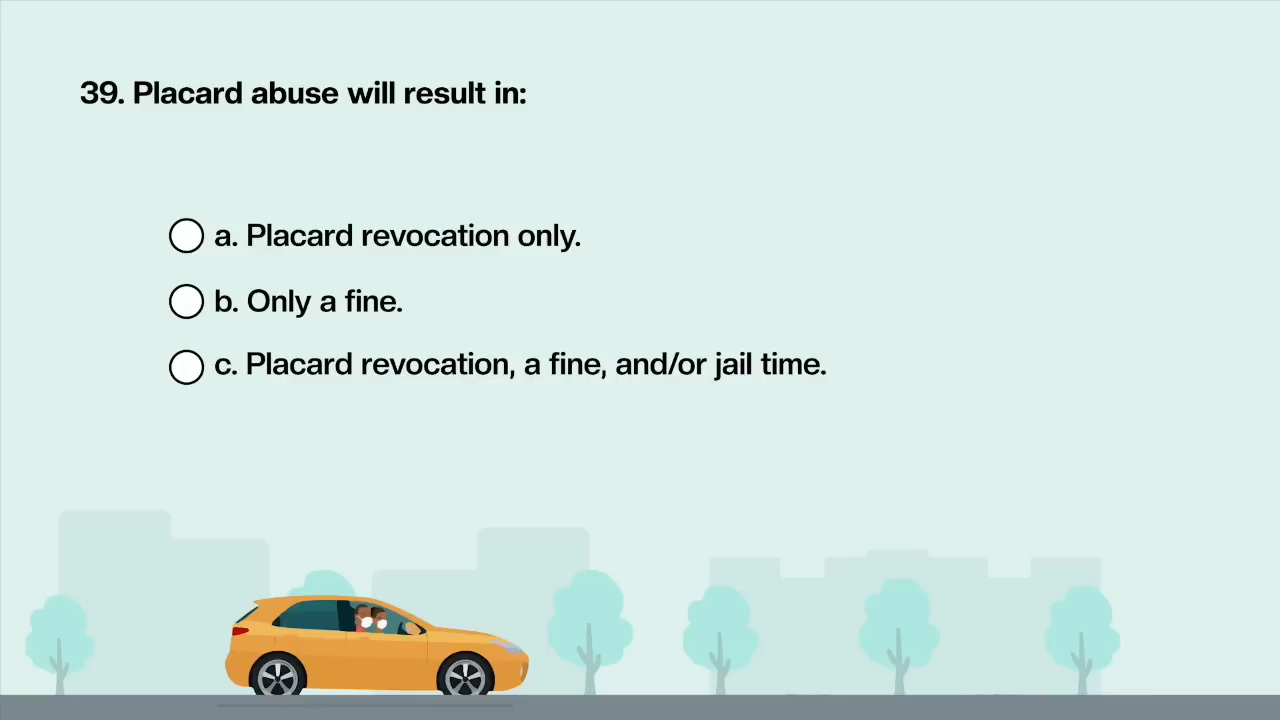 39. Placard abuse will result in:
a. Placard revocation only.
b. Only a fine.
c. Placard revocation, a fine, and/or jail time.